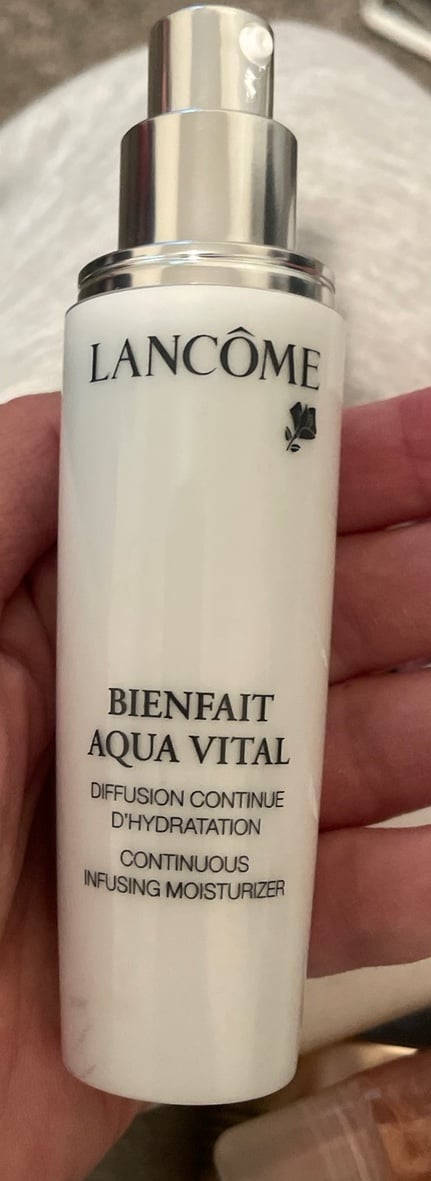 LANCÔME
BIENFAIT
AQUA VITAL
DIFFUSION CONTINUE
D'HYDRATATION
CONTINUOUS
INFUSING MOISTURIZER